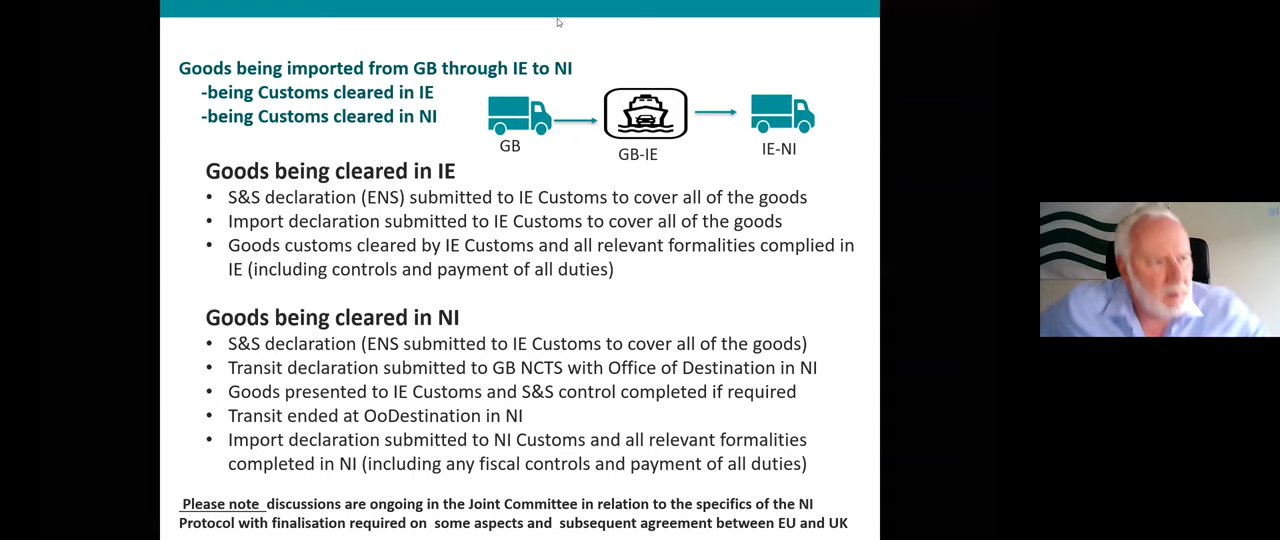 Goods being imported from GB through IE to NI
-being Customs cleared in IE
-being Customs cleared in NI
GB
GB-IE
IE-NI
Goods being cleared in IE
• S&S declaration (ENS) submitted to IE Customs to cover all of the goods
• Import declaration submitted to IE Customs to cover all of the goods
• Goods customs cleared by IE Customs and all relevant formalities complied in
IE (including controls and payment of all duties)
Goods being cleared in NI
• S&S declaration (ENS submitted to IE Customs to cover all of the goods)
• Transit declaration submitted to GB NCTS with Office of Destination in NI
• Goods presented to IE Customs and S&S control completed if required
• Transit ended at OoDestination in NI
• Import declaration submitted to NI Customs and all relevant formalities
completed in NI (including any fiscal controls and payment of all duties)
Please note discussions are ongoing in the Joint Committee in relation to the specifics of the NI
Protocol with finalisation required on some aspects and subsequent agreement between EU and UK